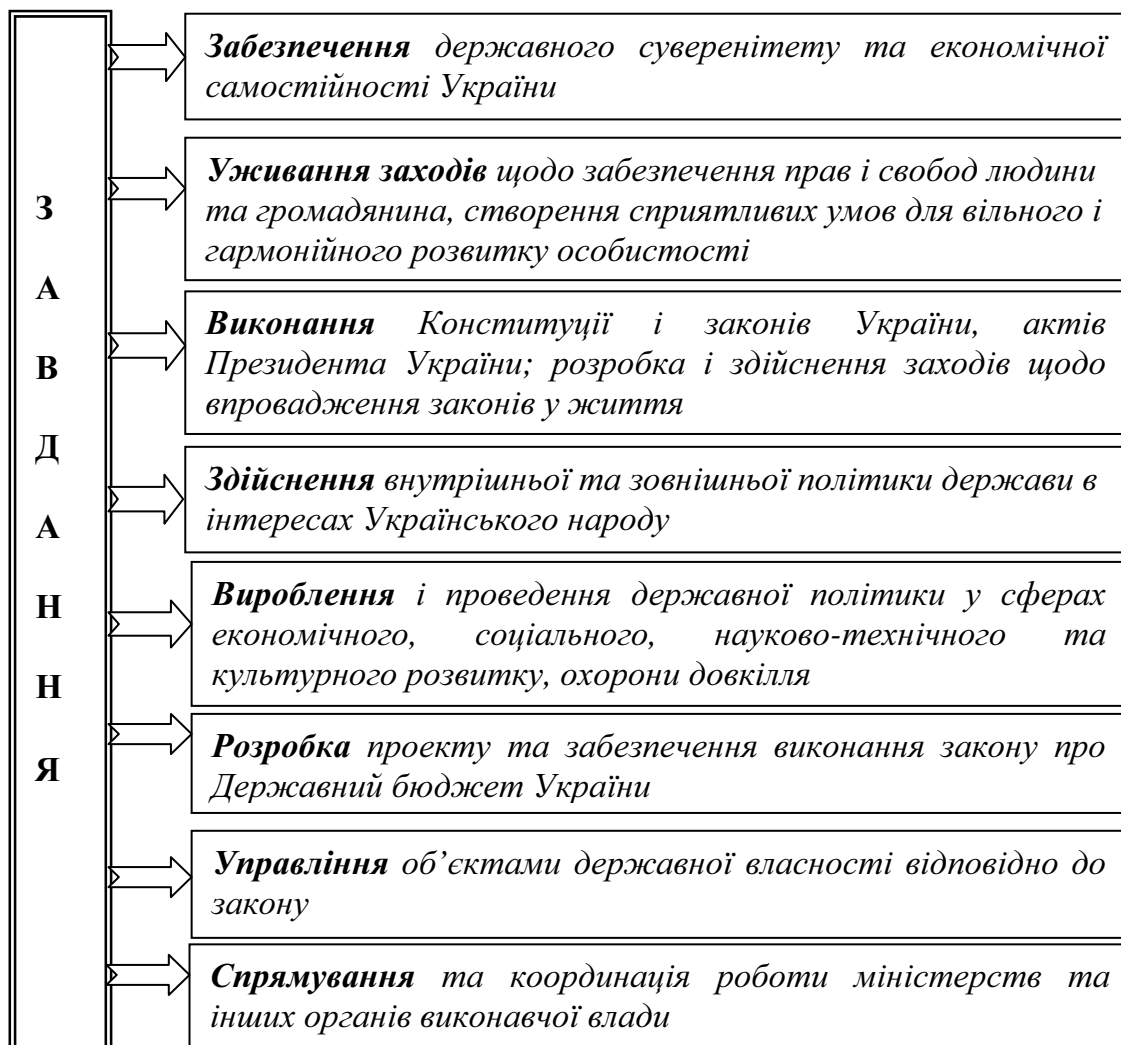 ЗАВДАННЯ
Забезпечення державного суверенітету та економічної
самостійності України
Уживання заходів щодо забезпечення прав і свобод людини
та громадянина, створення сприятливих умов для вільного і
гармонійного розвитку особистості
Виконання Конституції і законів України, актів
Президента України; розробка і здійснення заходів щодо
впровадження законів у життя
Здійснення внутрішньої та зовнішньої політики держави в
інтересах Українського народу
Вироблення і проведення державної політики у сферах
економічного, соціального, науково-технічного та
культурного розвитку, охорони довкілля
Розробка проекту та забезпечення виконання закону про
Державний бюджет України
Управління об’єктами державної власності відповідно до
закону
Спрямування та координація роботи міністерств та
інших органів виконавчої влади